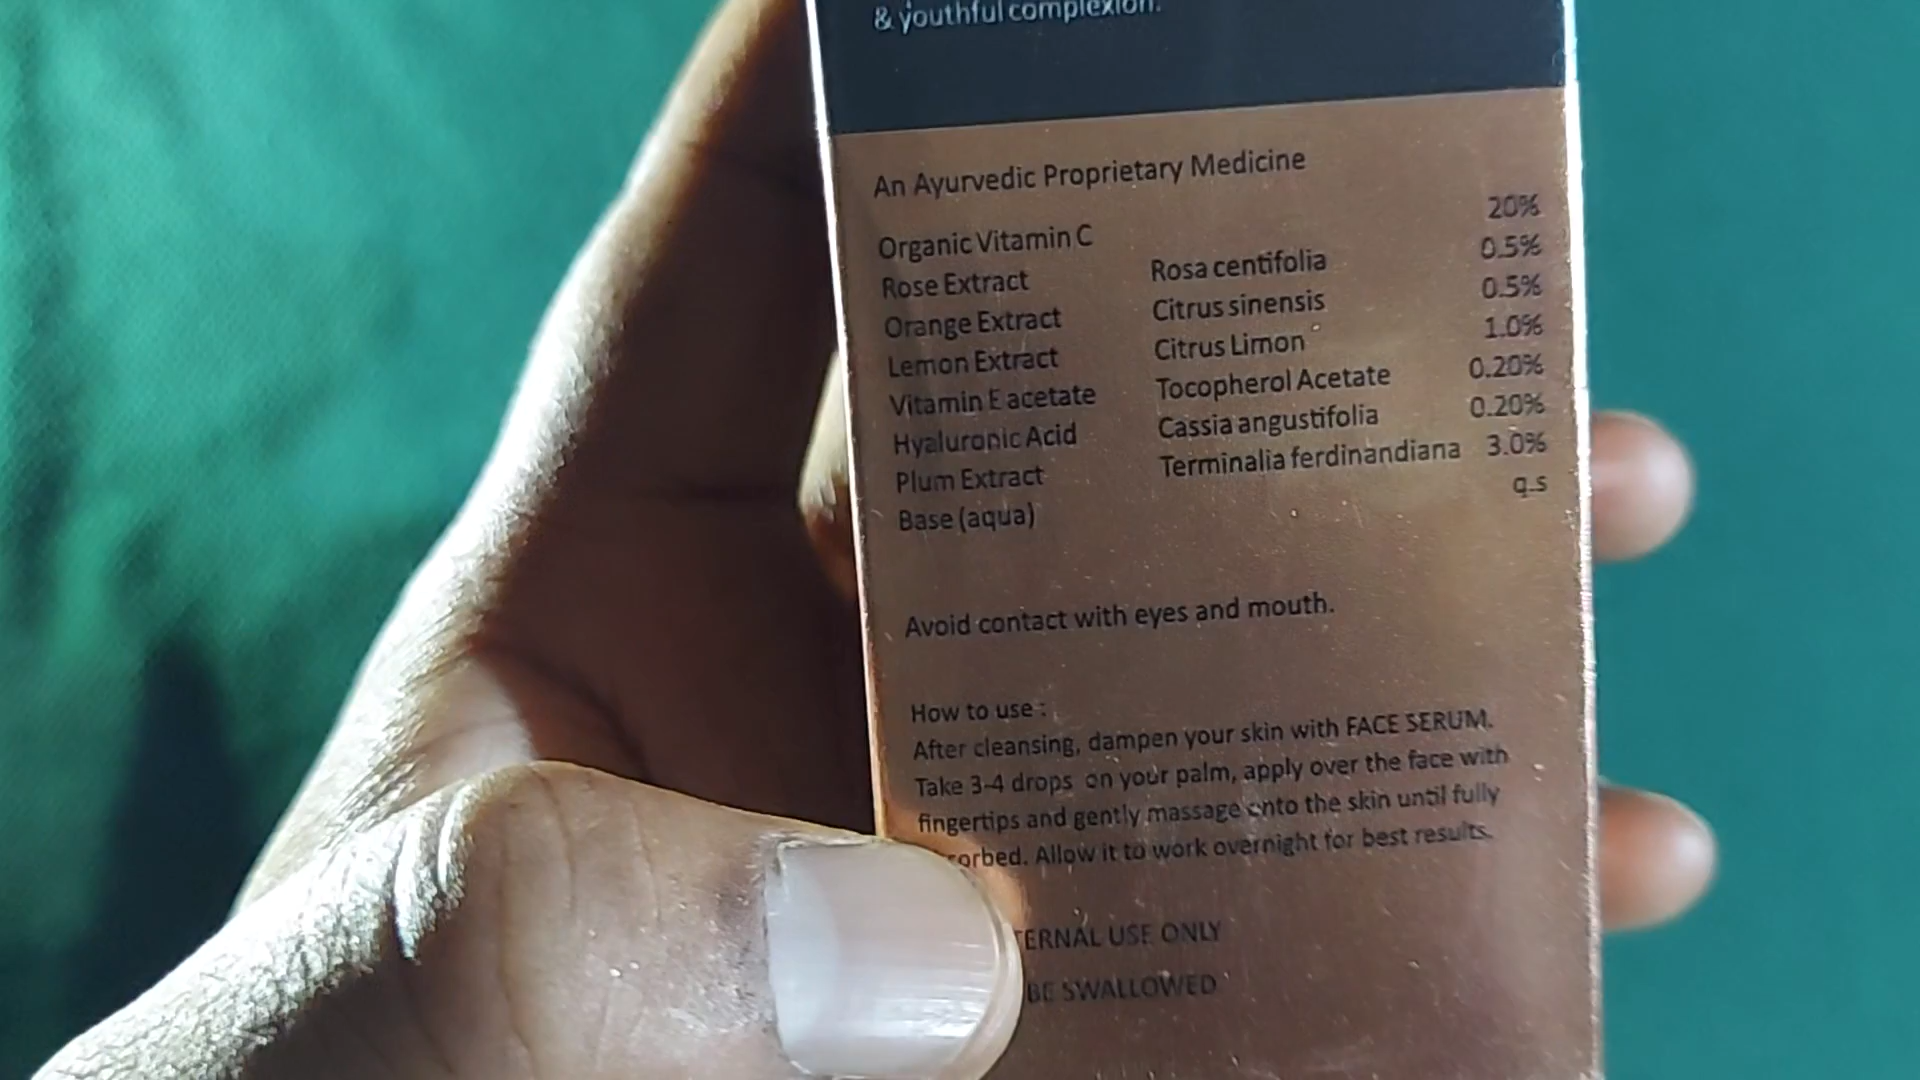 & youthful complexion.
An Ayurvedic Proprietary Medicine
Organic Vitamin C 20%
Rose Extract Rosa centifolia 0.5%
Orange Extract Citrus sinensis 0.5%
Lemon Extract Citrus Limon 1.0%
Vitamin E acetate Tocopherol Acetate 0.20%
Hyaluronic Acid Cassia angustifolia 0.20%
Plum Extract Terminalia ferdinandiana 3.0%
Base (aqua) q.s
Avoid contact with eyes and mouth.
How to use :
After cleansing, dampen your skin with FACE SERUM.
Take 3-4 drops on your palm, apply over the face with
fingertips and gently massage onto the skin until fully
orbed. Allow it to work overnight for best results.
TERNAL USE ONLY
BE SWALLOWED